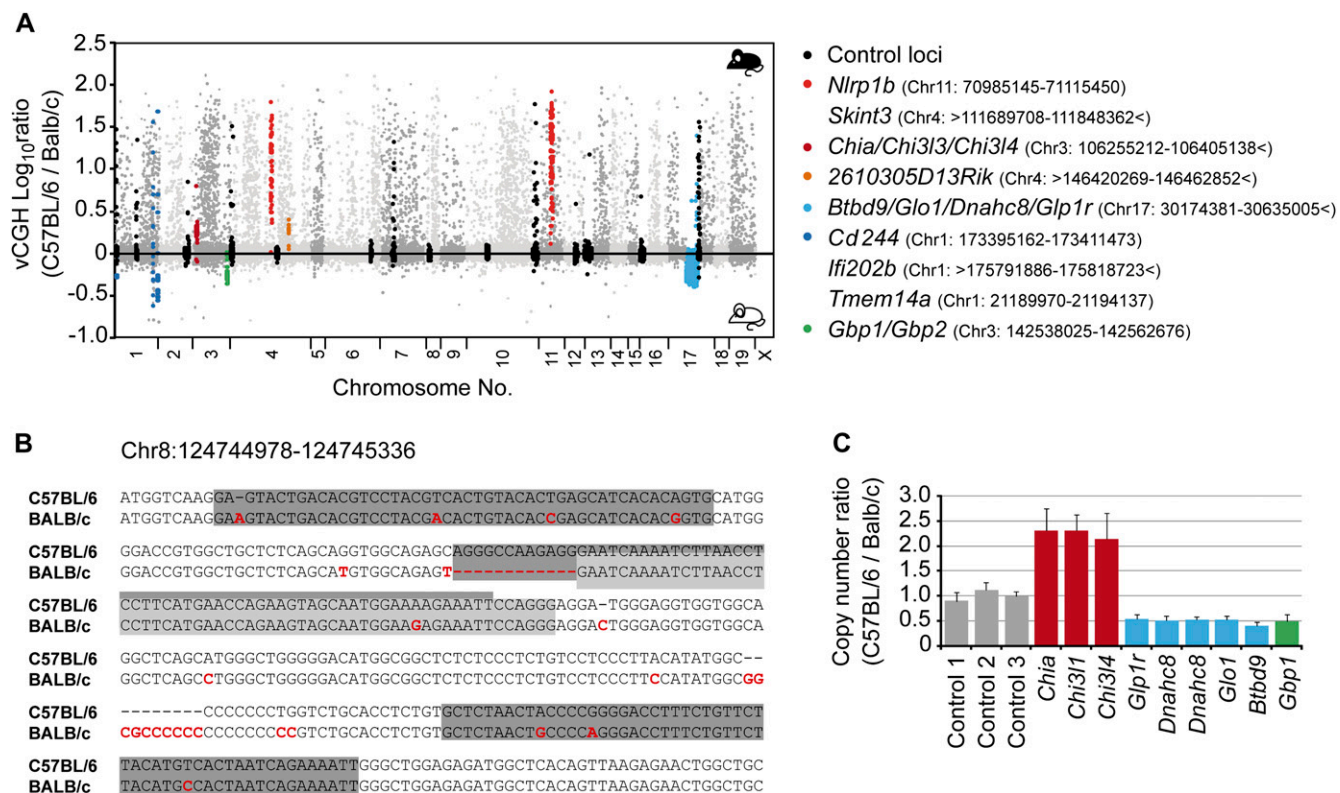 A
vCGH Log10ratio
(C57BL/6 / Balb/c)
2.5
2.0
1.5
1.0
0.5
0
-0.5
-1.0
1 2 3 4 5 6 7 8 9 10 11 12 13 14 15 16 17 18 19 X
Chromosome No.
Control loci
Nlrp1b (Chr11: 70985145-71115450)
Skint3 (Chr4: >111689708-111848362<)
Chia/Chi3l3/Chi3l4 (Chr3: 106255212-106405138<)
2610305D13Rik (Chr4: >146420269-146462852<)
Btbd9/Glo1/Dnahc8/Glp1r (Chr17: 30174381-30635005<)
Cd244 (Chr1: 173395162-173411473)
Ifi202b (Chr1: >175791886-175818723<)
Tmem14a (Chr1: 21189970-21194137)
Gbp1/Gbp2 (Chr3: 142538025-142562676)
B
Chr8:124744978-124745336
C57BL/6 ATGGTCAAGGA-GTACTGACACGTCCTACGTCACTGTACACTGAGCATCACACAGTGCATGG
BALB/c ATGGTCAAGGAAGTACTGACACGTCCTACGACACTGTACACCGAGCATCACACGGTGCATGG
C57BL/6 GGACCGTGGCTGCTCTCAGCAGGTGGCAGAGCAGGGCCAAGAGGGAATCAAAATCTTAACCT
BALB/c GGACCGTGGCTGCTCTCAGCATGTGGCAGAGT------------GAATCAAAATCTTAACCT
C57BL/6 CCTTCATGAACCAGAAGTAGCAATGGAAAAGAAATTCCAGGGAGGA-TGGGAGGTGGTGGCA
BALB/c CCTTCATGAACCAGAAGTAGCAATGGAAGAGAAATTCCAGGGAGGACTGGGAGGTGGTGGCA
C57BL/6 GGCTCAGCATGGGCTGGGGGACATGGCGGCTCTCTCCCTCTGTCCTCCCTTACATATGGC--
BALB/c GGCTCAGCCTGGGCTGGGGGACATGGCGGCTCTCTCCCTCTGTCCTCCCTTCCATATGGCGG
C57BL/6 --------CCCCCCCTGGTCTGCACCTCTGTGCTCTAACTACCCCGGGGACCTTTCTGTTCT
BALB/c CGCCCCCCCCCCCCCCCGTCTGCACCTCTGTGCTCTAACTGCCCCAGGGACCTTTCTGTTCT
C57BL/6 TACATGTCACTAATCAGAAAATTGGGCTGGAGAGATGGCTCACAGTTAAGAGAACTGGCTGC
BALB/c TACATGCCACTAATCAGAAAATTGGGCTGGAGAGATGGCTCACAGTTAAGAGAACTGGCTGC
C
Copy number ratio
(C57BL/6 / Balb/c)
3.0
2.5
2.0
1.5
1.0
0.5
0
Control 1
Control 2
Control 3
Chia
Chi3l1
Chi3l4
Glp1r
Dnahc8
Dnahc8
Glo1
Btbd9
Gbp1